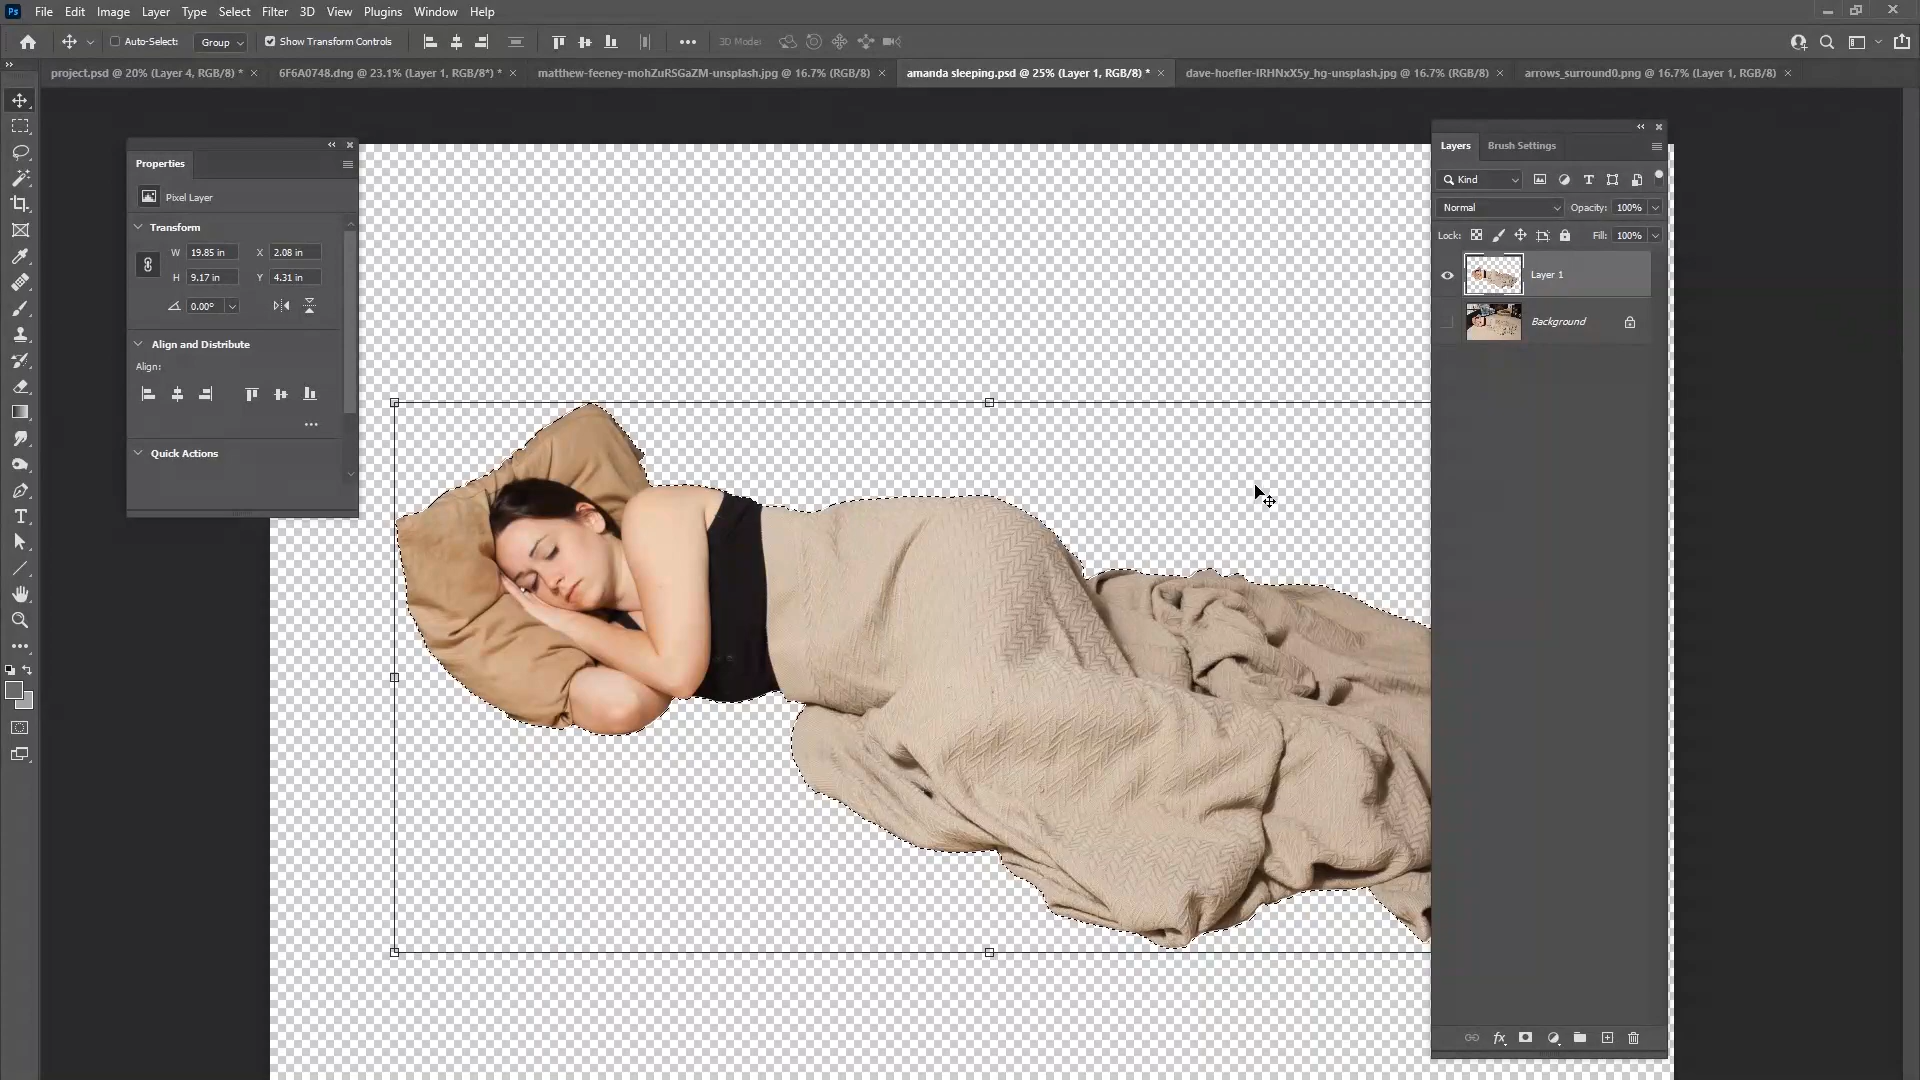 Ps File Edit Image Layer Type Select Filter 3D View Plugins Window Help
Auto-Select: Group Show Transform Controls 3D Mode:
project.psd @ 20% (Layer 4, RGB/8) * 6F6A0748.dng @ 23.1% (Layer 1, RGB/8*) * matthew-feeney-mohZuRSGaZM-unsplash.jpg @ 16.7% (RGB/8) amanda sleeping.psd @ 25% (Layer 1, RGB/8) * dave-hoefler-IRHNxX5y_hg-unsplash.jpg @ 16.7% (RGB/8) arrows_surround0.png @ 16.7% (Layer 1, RGB/8)
Properties
Pixel Layer
Transform
W 19.85 in X 2.08 in
H 9.17 in Y 4.31 in
0.00°
Align and Distribute
Align:
Quick Actions
Layers Brush Settings
Kind
Normal Opacity: 100%
Lock: Fill: 100%
Layer 1
Background
fx